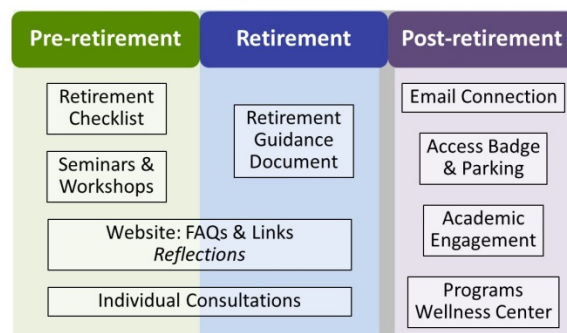 Pre-retirement
Retirement
Post-retirement
Retirement
Checklist
Seminars &
Workshops
Retirement
Guidance
Document
Website: FAQs & Links
Reflections
Individual Consultations
Email Connection
Access Badge
& Parking
Academic
Engagement
Programs
Wellness Center